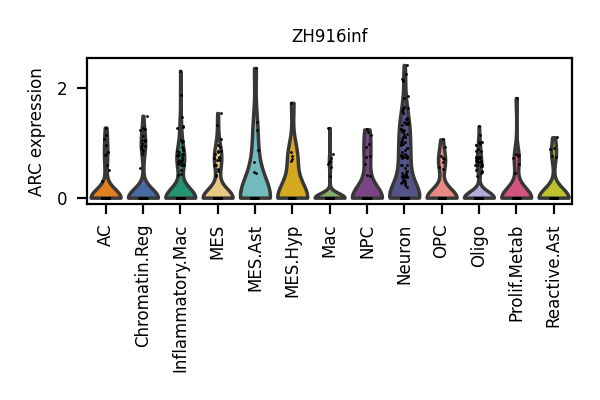 ZH916inf
ARC expression
2
0
AC
Chromatin.Reg
Inflammatory.Mac
MES
MES.Ast
MES.Hyp
Mac
NPC
Neuron
OPC
Oligo
Prolif.Metab
Reactive.Ast